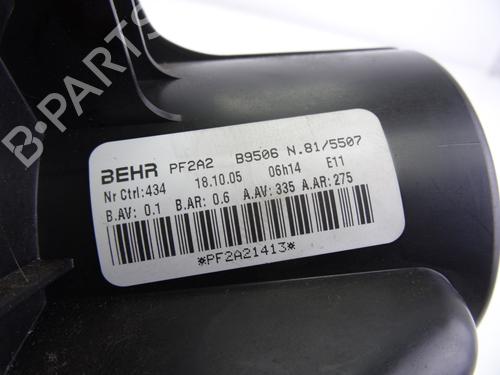 B-PARTS
BEHR PF2A2 B9506 N.81/5507
Nr Ctrl:434 18.10.05 06h14 E11
B.AV: 0.1 B.AR: 0.6 A.AV: 335 A.AR: 275
*PF2A21413*